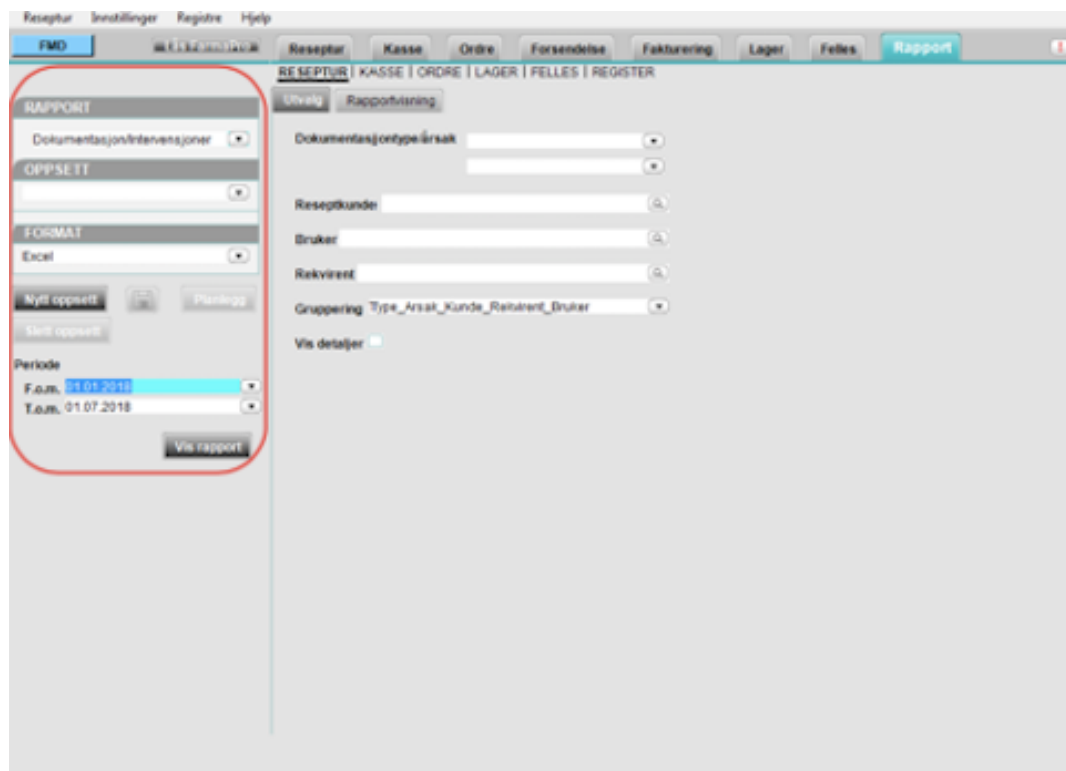 Reseptur Innstillinger Registre Hjelp
FMD
Reseptur Kasse Ordre Forsendelse Fakturering Lager Felles Rapport
RESEPTUR | KASSE | ORDRE | LAGER | FELLES | REGISTER
Utvalg Rapportvisning
RAPPORT
Dokumentasjon/Intervensjoner
OPPSETT
FORMAT
Excel
Nytt oppsett Planlegg
Slett oppsett
Periode
F.o.m. 01.01.2018
T.o.m. 01.07.2018
Vis rapport
Dokumentasjontype/årsak
Reseptkunde
Bruker
Rekvirent
Gruppering Type_Arsak_Kunde_Rekvirent_Bruker
Vis detaljer